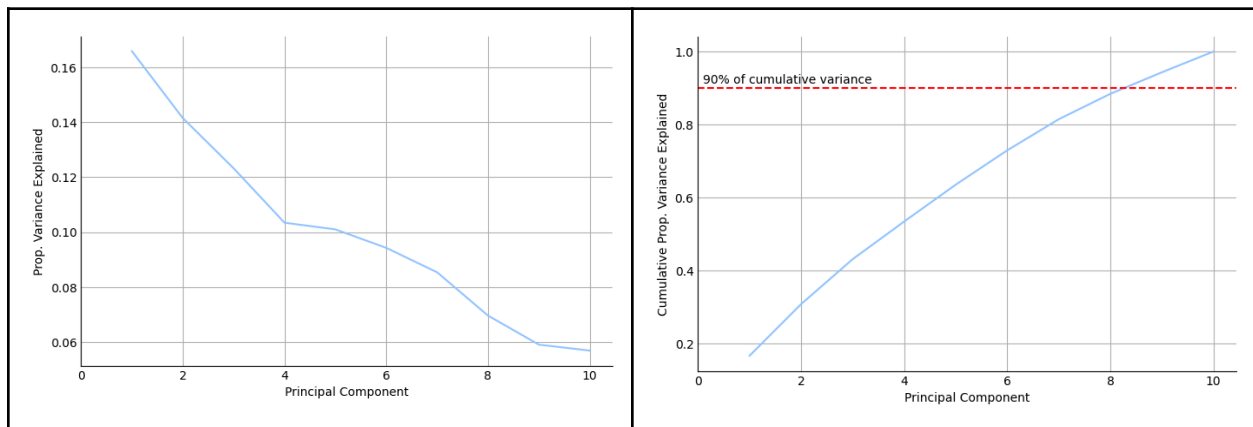 0.16
0.14
0.12
0.10
0.08
0.06
Prop. Variance Explained
0 2 4 6 8 10
Principal Component
1.0
0.8
0.6
0.4
0.2
Cumulative Prop. Variance Explained
90% of cumulative variance
0 2 4 6 8 10
Principal Component